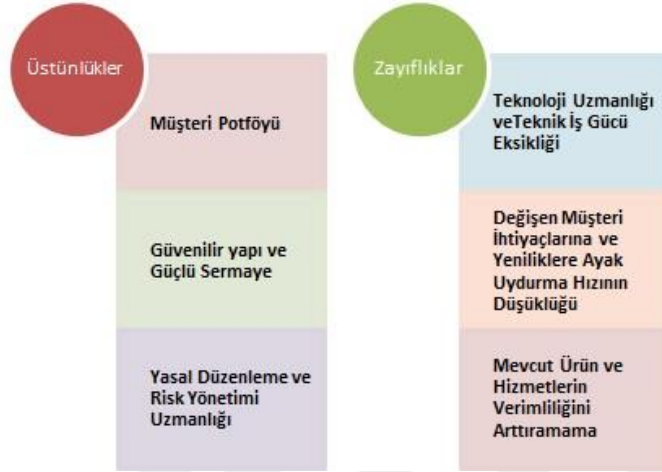 Üstünlükler
Müşteri Potföyü
Güvenilir yapı ve
Güçlü Sermaye
Yasal Düzenleme ve
Risk Yönetimi
Uzmanlığı
Zayıflıklar
Teknoloji Uzmanlığı
veTeknik İş Gücü
Eksikliği
Değişen Müşteri
İhtiyaçlarına ve
Yeniliklere Ayak
Uydurma Hızının
Düşüklüğü
Mevcut Ürün ve
Hizmetlerin
Verimliliğini
Arttıramama